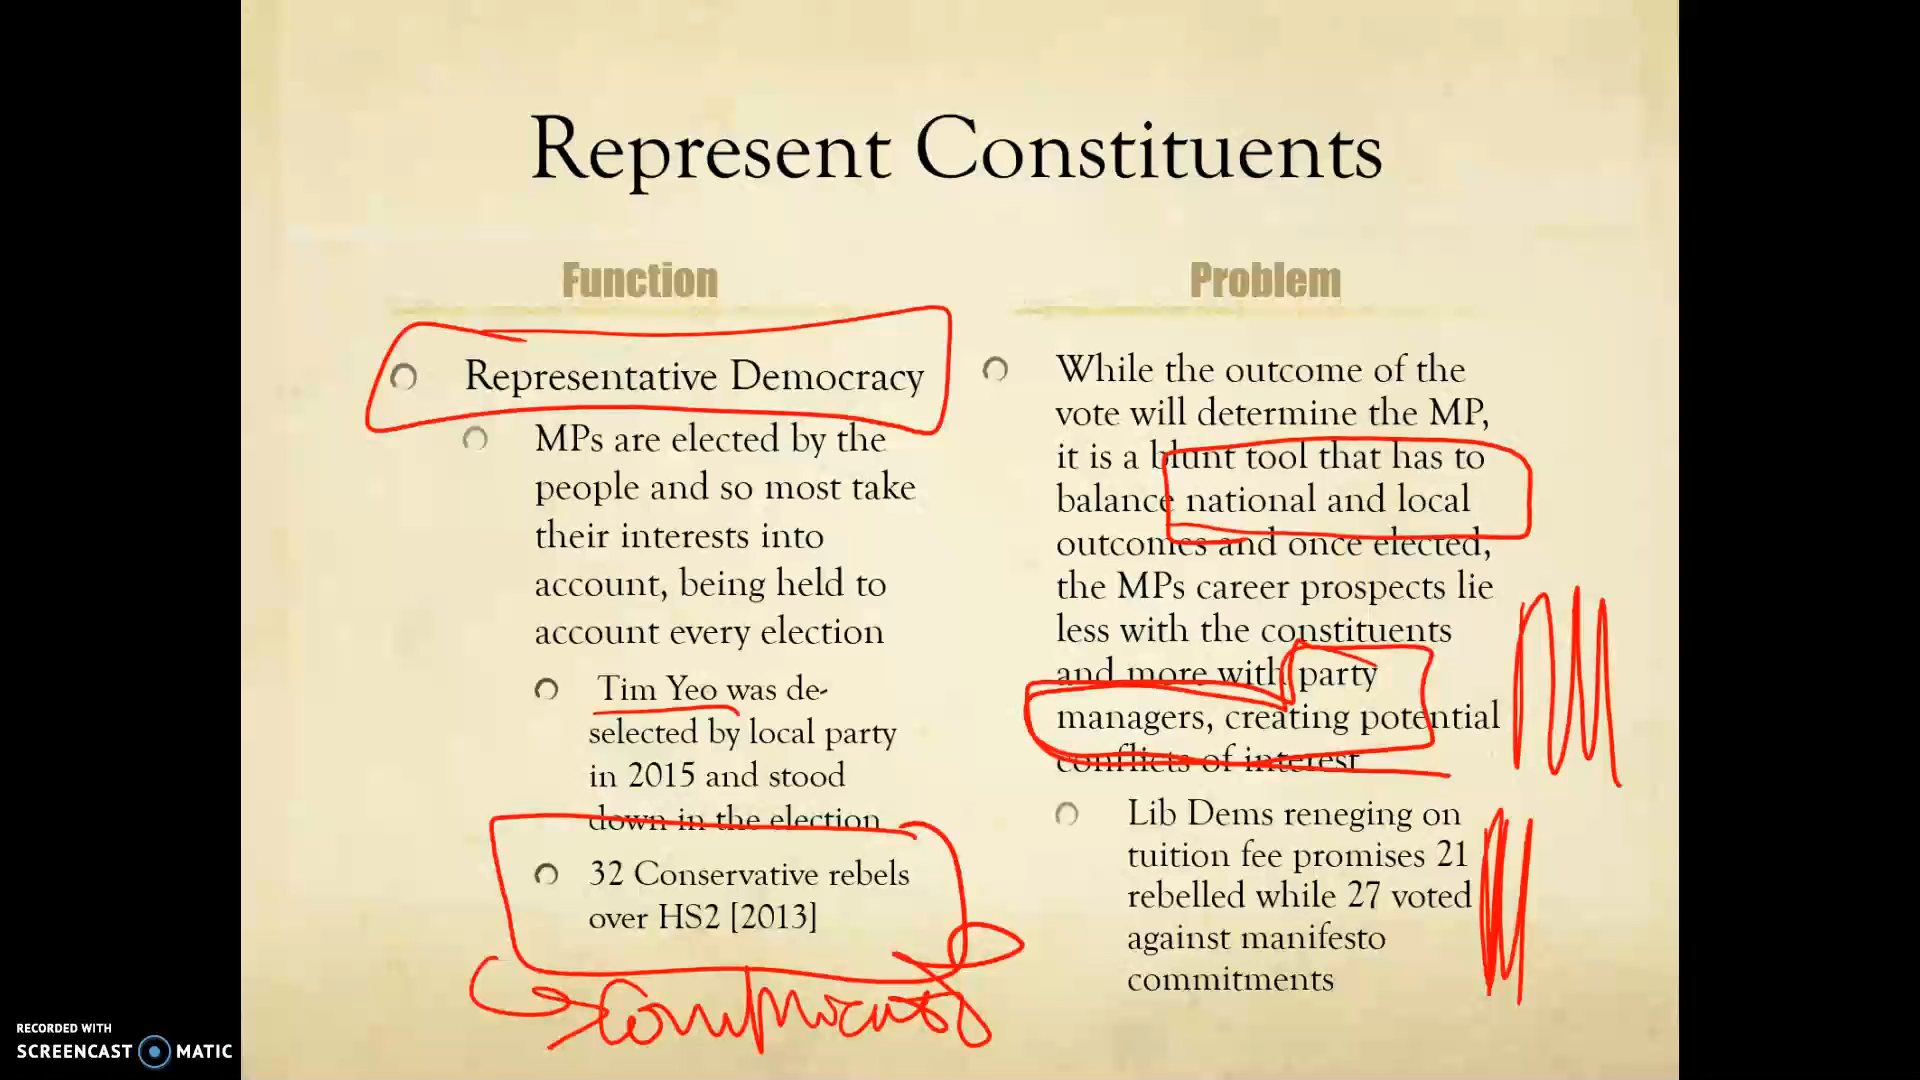 Represent Constituents
Function
Representative Democracy
MPs are elected by the
people and so most take
their interests into
account, being held to
account every election
Tim Yeo was de-
selected by local party
in 2015 and stood
down in the election
32 Conservative rebels
over HS2 [2013]
Problem
While the outcome of the
vote will determine the MP,
it is a blunt tool that has to
balance national and local
outcomes and once elected,
the MPs career prospects lie
less with the constituents
and more with party
managers, creating potential
conflicts of interest
Lib Dems reneging on
tuition fee promises 21
rebelled while 27 voted
against manifesto
commitments
RECORDED WITH
SCREENCAST MATIC